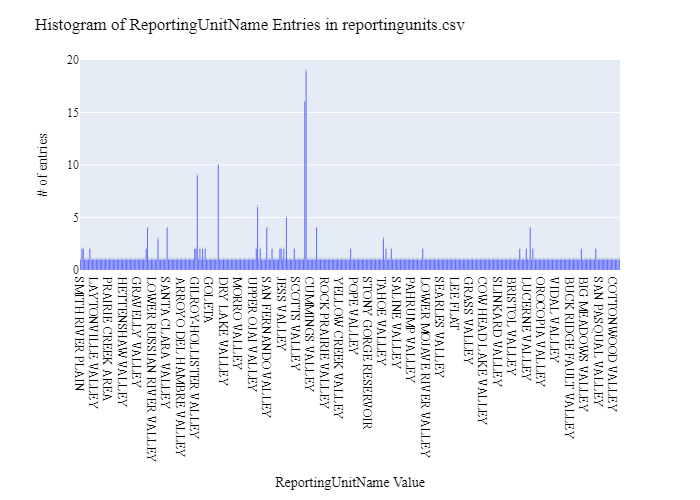 Histogram of ReportingUnitName Entries in reportingunits.csv
20
15
10
5
0
# of entries
SMITH RIVER PLAIN
LAYTONVILLE VALLEY
PRAIRIE CREEK AREA
HETTENSHAW VALLEY
GRAVELLY VALLEY
LOWER RUSSIAN RIVER VALLEY
SANTA CLARA VALLEY
ARROYO DEL HAMBRE VALLEY
GILROY-HOLLISTER VALLEY
GOLETA
DRY LAKE VALLEY
MORRO VALLEY
UPPER OJAI VALLEY
SAN FERNANDO VALLEY
JESS VALLEY
SCOTTS VALLEY
CUMMINGS VALLEY
ROCK PRAIRIE VALLEY
YELLOW CREEK VALLEY
POPE VALLEY
STONY GORGE RESERVOIR
TAHOE VALLEY
SALINE VALLEY
PAHRUMP VALLEY
LOWER MOJAVE RIVER VALLEY
SEARLES VALLEY
LEE FLAT
GRASS VALLEY
COW HEAD LAKE VALLEY
SLINKARD VALLEY
BRISTOL VALLEY
LUCERNE VALLEY
OROCOPIA VALLEY
VIDAL VALLEY
BUCK RIDGE FAULT VALLEY
BIG MEADOWS VALLEY
SAN PASQUAL VALLEY
COTTONWOOD VALLEY
ReportingUnitName Value